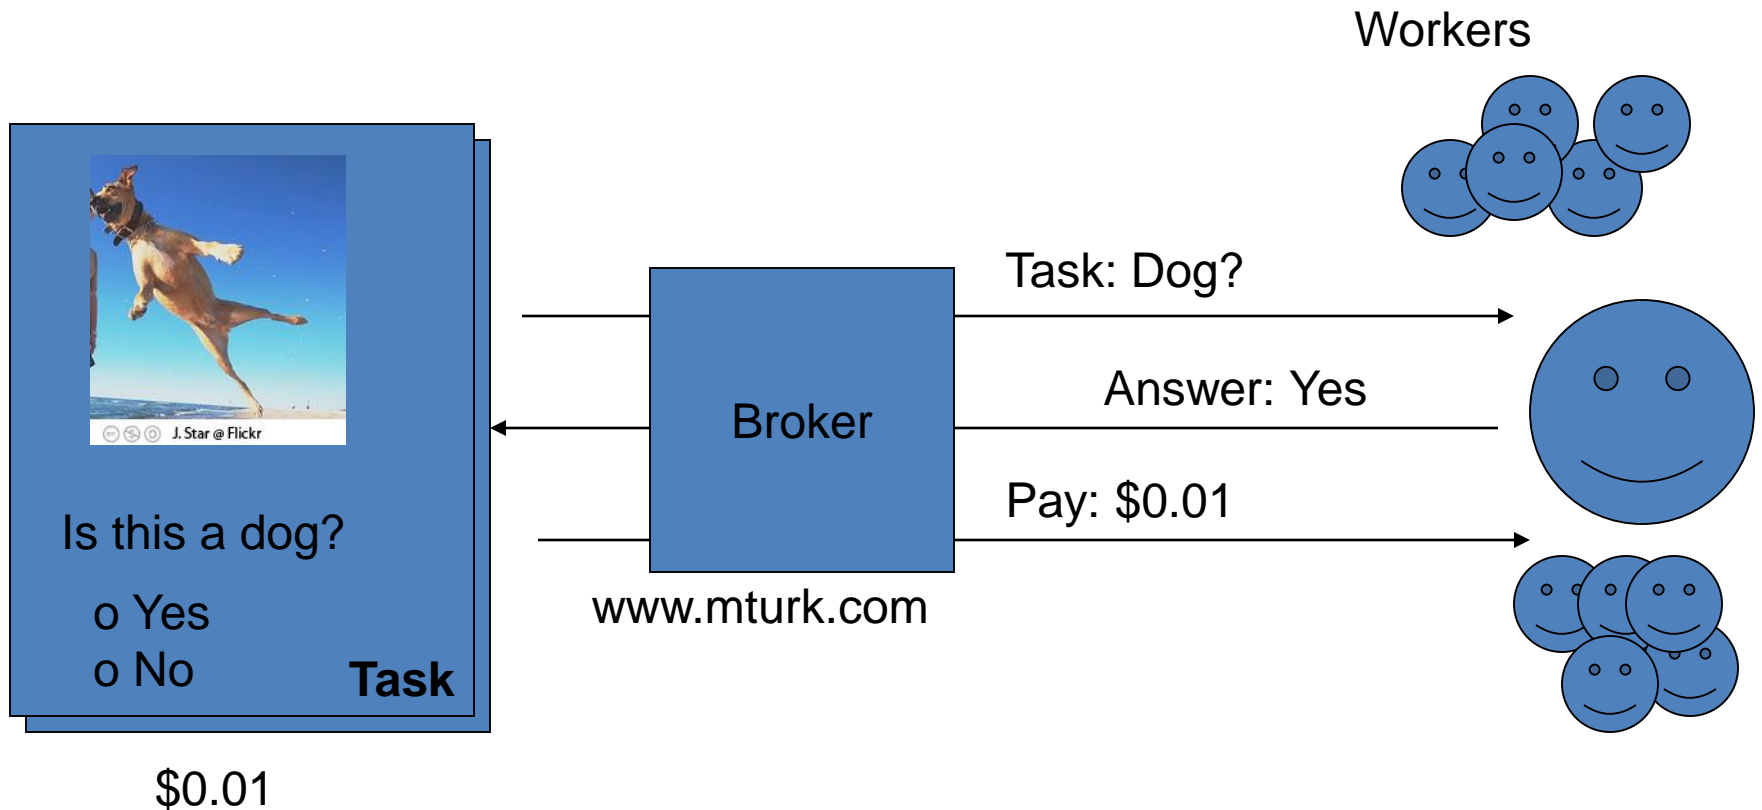 Workers
J. Star @ Flickr
Is this a dog?
o Yes
o No
Task
$0.01
Broker
www.mturk.com
Task: Dog?
Answer: Yes
Pay: $0.01